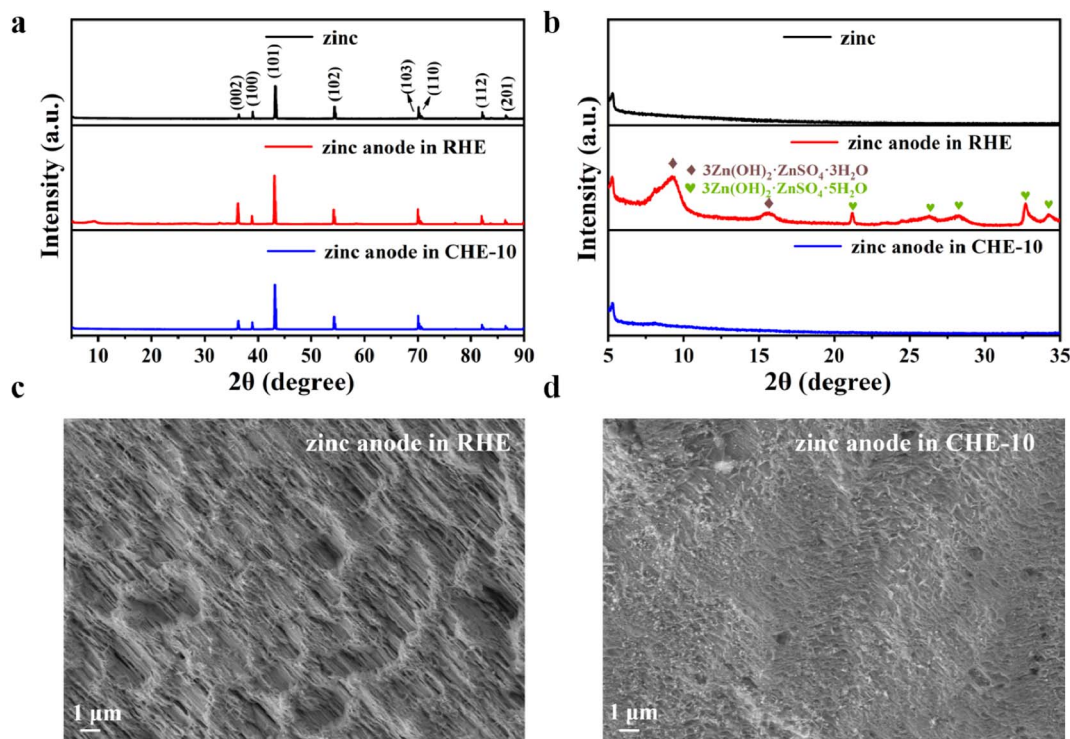 a
zinc
(002)
(100)
(101)
(102)
(103)
(110)
(112)
(201)
zinc anode in RHE
zinc anode in CHE-10
Intensity (a.u.)
10 20 30 40 50 60 70 80 90
2θ (degree)
b
zinc
zinc anode in RHE
♦ 3Zn(OH)₂·ZnSO₄·3H₂O
♥ 3Zn(OH)₂·ZnSO₄·5H₂O
zinc anode in CHE-10
Intensity (a.u.)
5 10 15 20 25 30 35
2θ (degree)
c
zinc anode in RHE
1 μm
d
zinc anode in CHE-10
1 μm